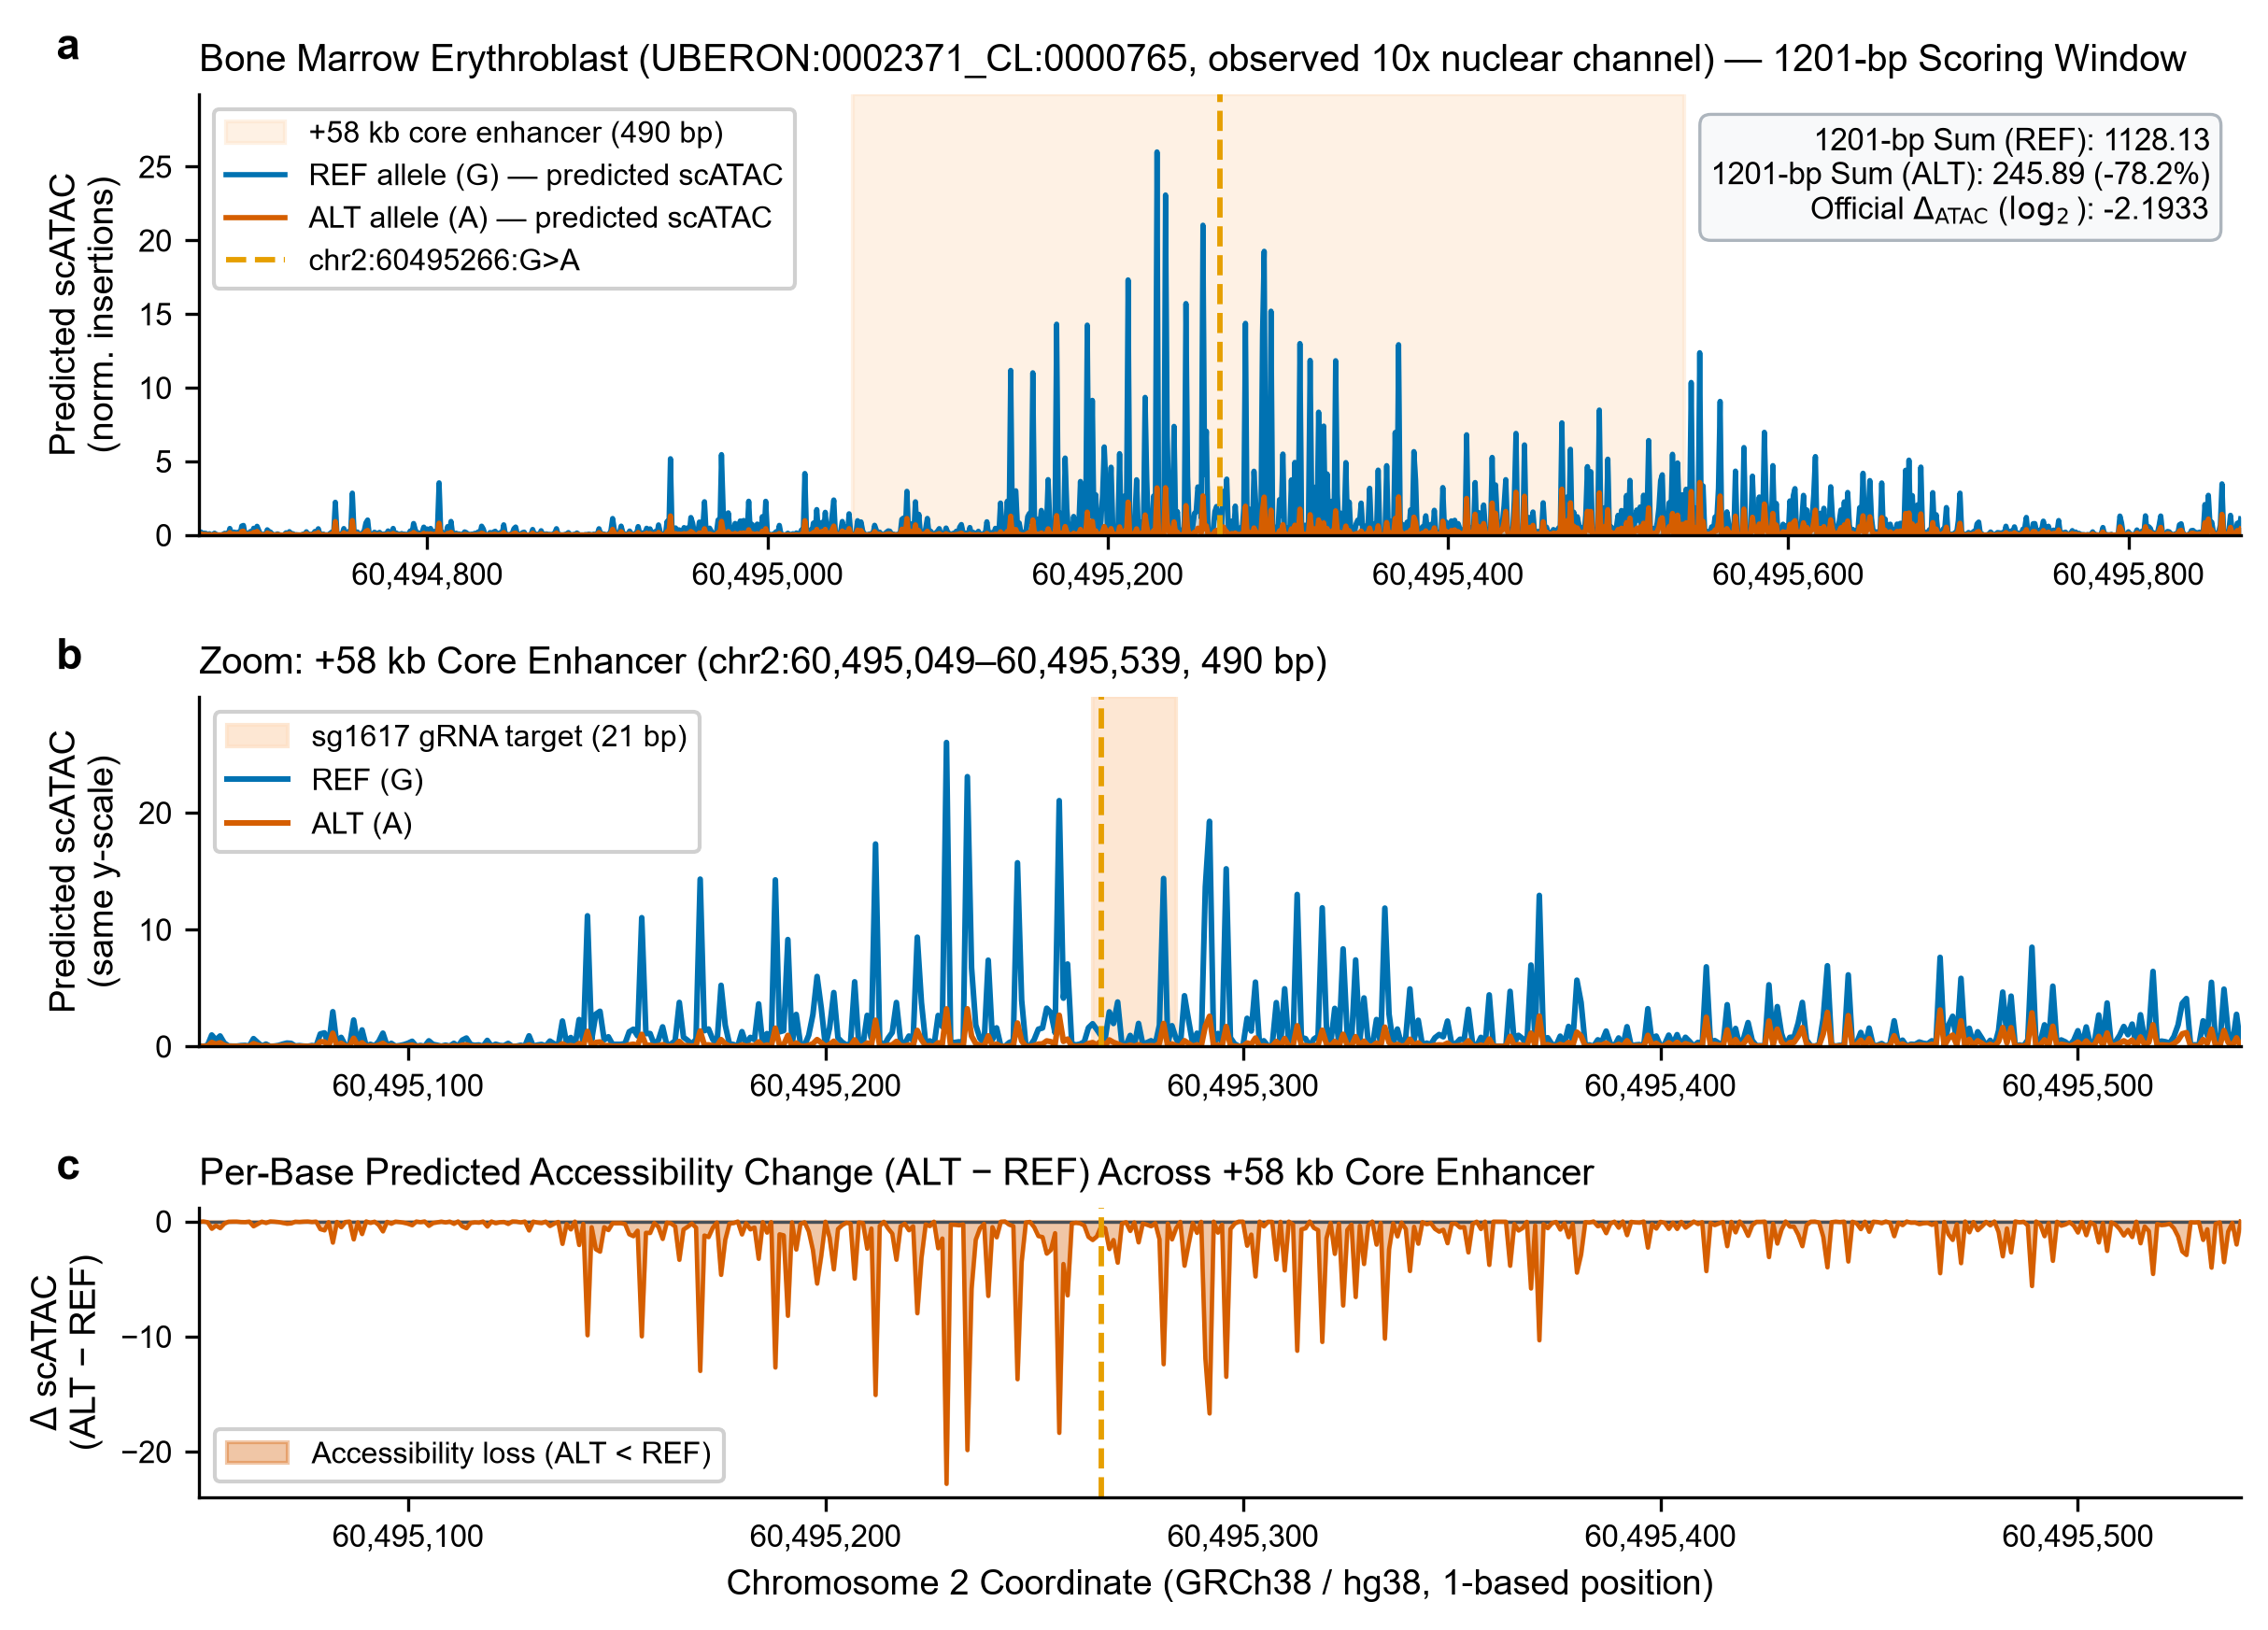 a
Bone Marrow Erythroblast (UBERON:0002371_CL:0000765, observed 10x nuclear channel) — 1201-bp Scoring Window
Predicted scATAC
(norm. insertions)
25
20
15
10
5
0
+58 kb core enhancer (490 bp)
REF allele (G) — predicted scATAC
ALT allele (A) — predicted scATAC
chr2:60495266:G>A
1201-bp Sum (REF): 1128.13
1201-bp Sum (ALT): 245.89 (-78.2%)
Official Δ_ATAC (log₂ ): -2.1933
60,494,800
60,495,000
60,495,200
60,495,400
60,495,600
60,495,800
b
Zoom: +58 kb Core Enhancer (chr2:60,495,049–60,495,539, 490 bp)
Predicted scATAC
(same y-scale)
20
10
0
sg1617 gRNA target (21 bp)
REF (G)
ALT (A)
60,495,100
60,495,200
60,495,300
60,495,400
60,495,500
c
Per-Base Predicted Accessibility Change (ALT − REF) Across +58 kb Core Enhancer
Δ scATAC
(ALT − REF)
0
−10
−20
Accessibility loss (ALT < REF)
60,495,100
60,495,200
60,495,300
60,495,400
60,495,500
Chromosome 2 Coordinate (GRCh38 / hg38, 1-based position)